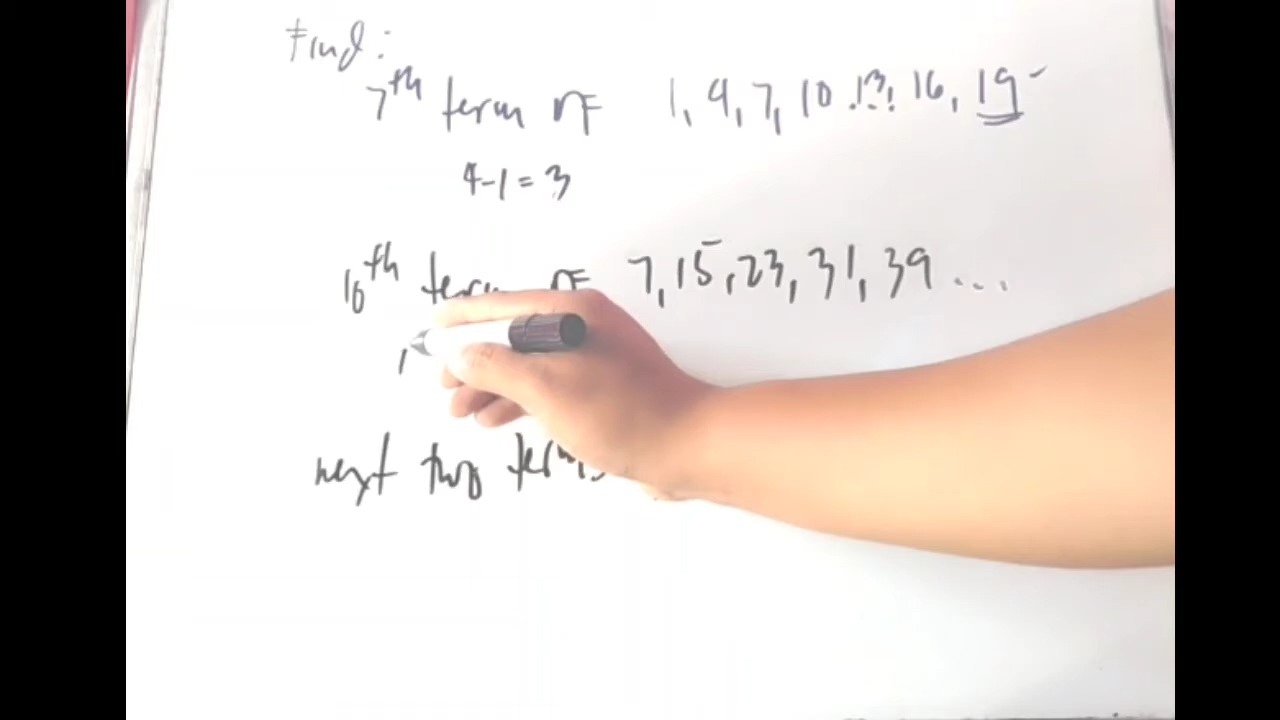 Find:
7th term of 1, 4, 7, 10, 13, 16, 19
4-1 = 3
10th term of 7, 15, 23, 31, 39 ...
1
next two terms